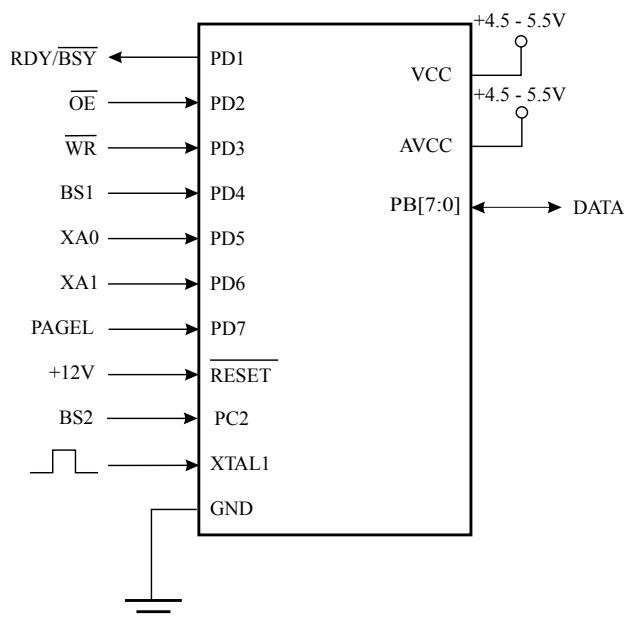 +4.5 - 5.5V
RDY/BSY PD1
VCC
OE PD2
+4.5 - 5.5V
WR PD3
AVCC
BS1 PD4
PB[7:0] DATA
XA0 PD5
XA1 PD6
PAGEL PD7
+12V RESET
BS2 PC2
XTAL1
GND